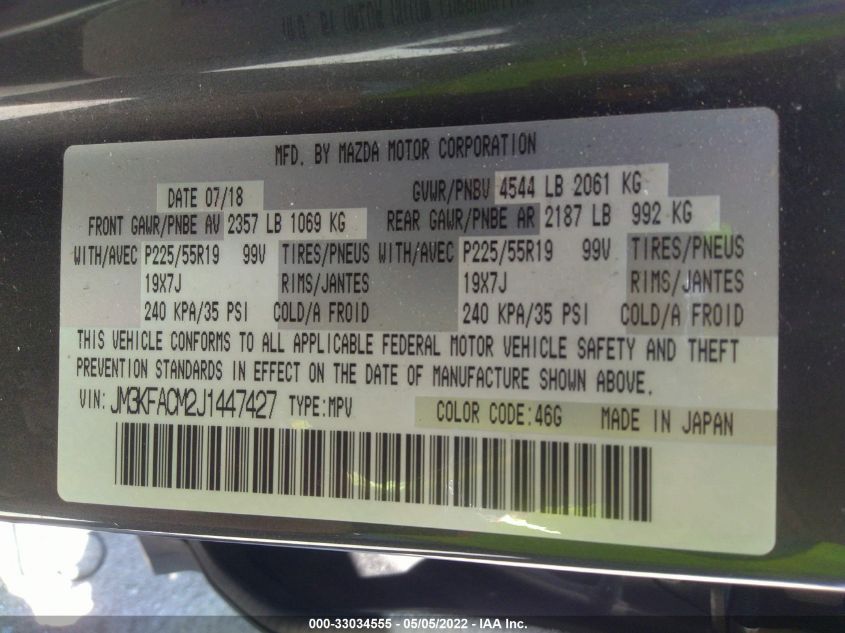 MFD. BY MAZDA MOTOR CORPORATION
DATE 07/18 GVWR/PNBV 4544 LB 2061 KG
FRONT GAWR/PNBE AV 2357 LB 1069 KG REAR GAWR/PNBE AR 2187 LB 992 KG
WITH/AVEC P225/55R19 99V TIRES/PNEUS WITH/AVEC P225/55R19 99V TIRES/PNEUS
19X7J RIMS/JANTES 19X7J RIMS/JANTES
240 KPA/35 PSI COLD/A FROID 240 KPA/35 PSI COLD/A FROID
THIS VEHICLE CONFORMS TO ALL APPLICABLE FEDERAL MOTOR VEHICLE SAFETY AND THEFT
PREVENTION STANDARDS IN EFFECT ON THE DATE OF MANUFACTURE SHOWN ABOVE.
VIN: JM3KFACM2J1447427 TYPE:MPV COLOR CODE:46G MADE IN JAPAN
000-33034555 - 05/05/2022 - IAA Inc.